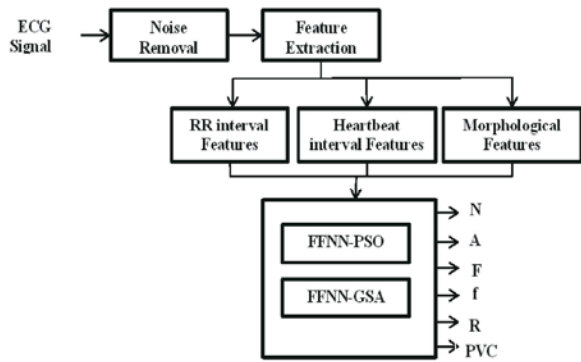 ECG
Signal
Noise
Removal
Feature
Extraction
RR interval
Features
Heartbeat
interval Features
Morphological
Features
FFNN-PSO
FFNN-GSA
N
A
F
f
R
PVC